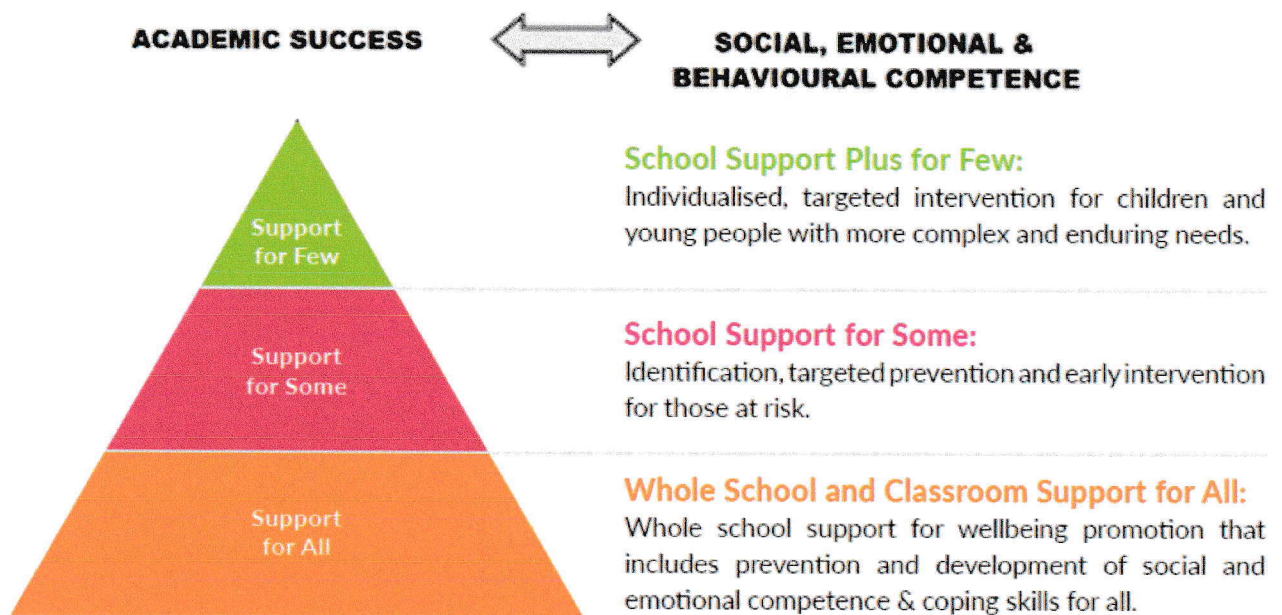 ACADEMIC SUCCESS
SOCIAL, EMOTIONAL &
BEHAVIOURAL COMPETENCE
Support
for Few
School Support Plus for Few:
Individualised, targeted intervention for children and
young people with more complex and enduring needs.
Support
for Some
School Support for Some:
Identification, targeted prevention and early intervention
for those at risk.
Support
for All
Whole School and Classroom Support for All:
Whole school support for wellbeing promotion that
includes prevention and development of social and
emotional competence & coping skills for all.